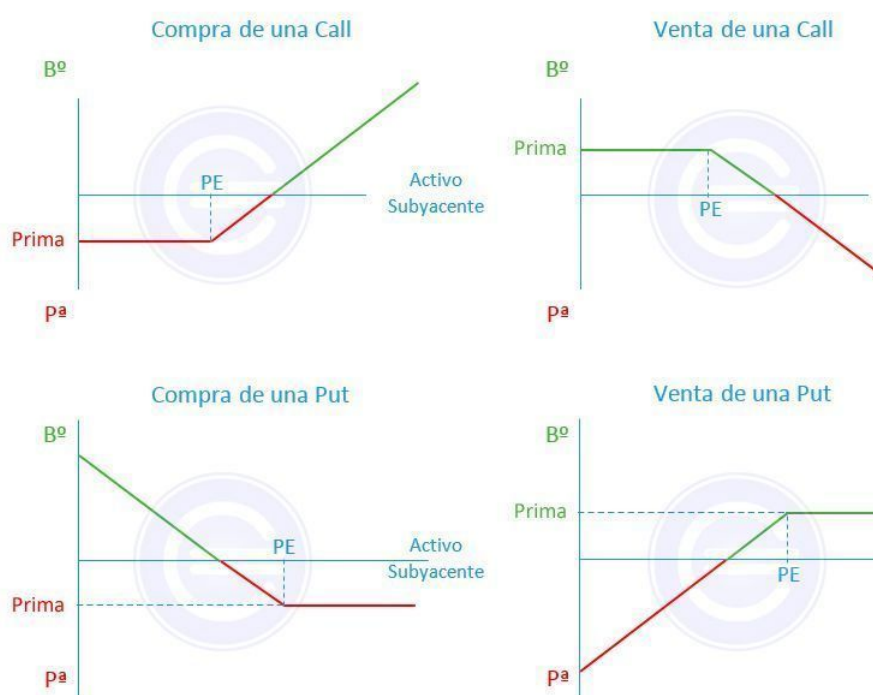 Compra de una Call
Bº
PE
Activo
Subyacente
Prima
Pª
Venta de una Call
Bº
Prima
PE
Pª
Compra de una Put
Bº
PE
Activo
Subyacente
Prima
Pª
Venta de una Put
Bº
Prima
PE
Pª